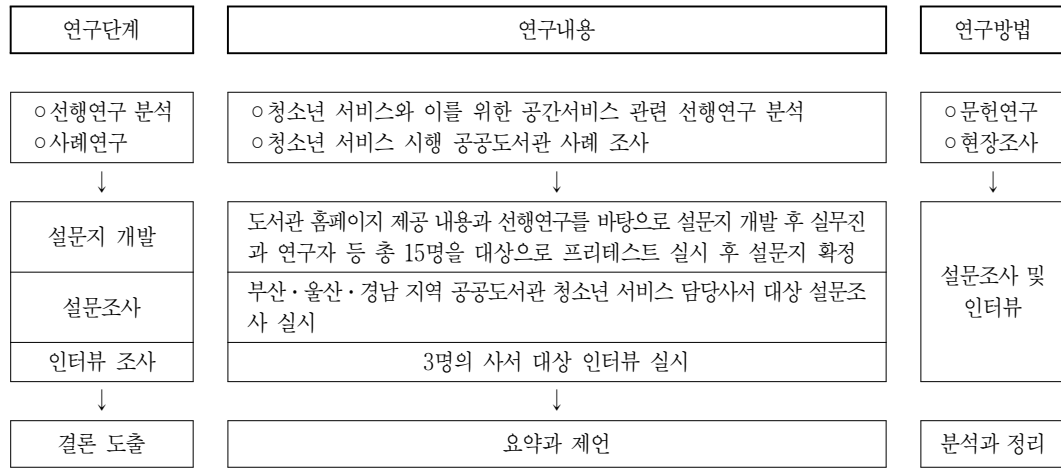 연구단계 연구내용 연구방법
○선행연구 분석 ○청소년 서비스와 이를 위한 공간서비스 관련 선행연구 분석 ○문헌연구
○사례연구 ○청소년 서비스 시행 공공도서관 사례 조사 ○현장조사
↓ ↓ ↓
설문지 개발
도서관 홈페이지 제공 내용과 선행연구를 바탕으로 설문지 개발 후 실무진
과 연구자 등 총 15명을 대상으로 프리테스트 실시 후 설문지 확정
설문조사
부산·울산·경남 지역 공공도서관 청소년 서비스 담당사서 대상 설문조
사 실시
인터뷰 조사 3명의 사서 대상 인터뷰 실시
설문조사 및
인터뷰
↓ ↓ ↓
결론 도출 요약과 제언 분석과 정리